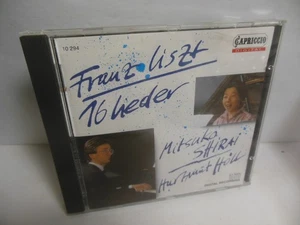 10 294
CAPRICCIO
Franz Liszt
16 Lieder
Mitsuko
SHIRAI
Hartmut Höll